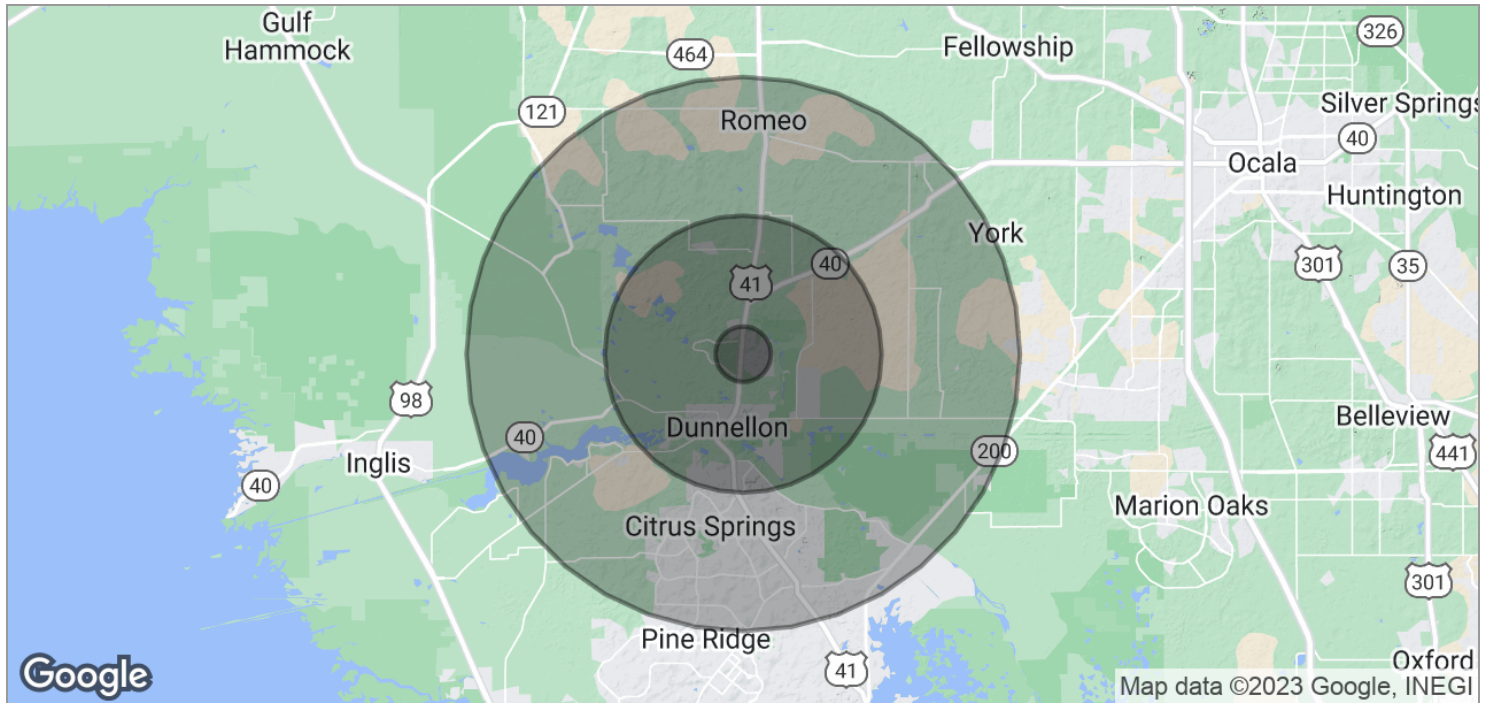 Gulf
Hammock
Fellowship
326
464
121
Romeo
Silver Springs
40
Ocala
Huntington
York
40
41
301
35
98
Dunnellon
Belleview
40
200
441
Inglis
40
Marion Oaks
Citrus Springs
301
Pine Ridge
41
Oxford
Google
Map data ©2023 Google, INEGI